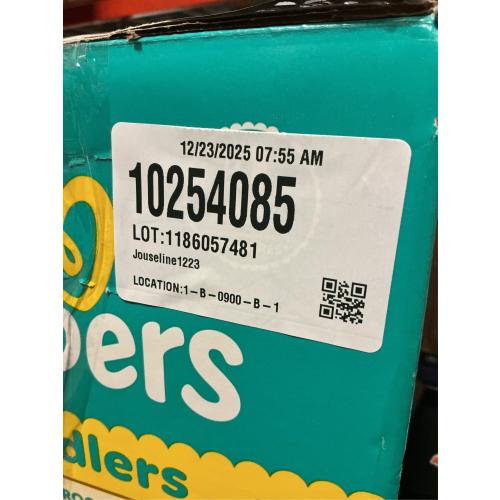 12/23/2025 07:55 AM
10254085
LOT:1186057481
Jouseline1223
LOCATION:1-B-0900-B-1
pers
dlers